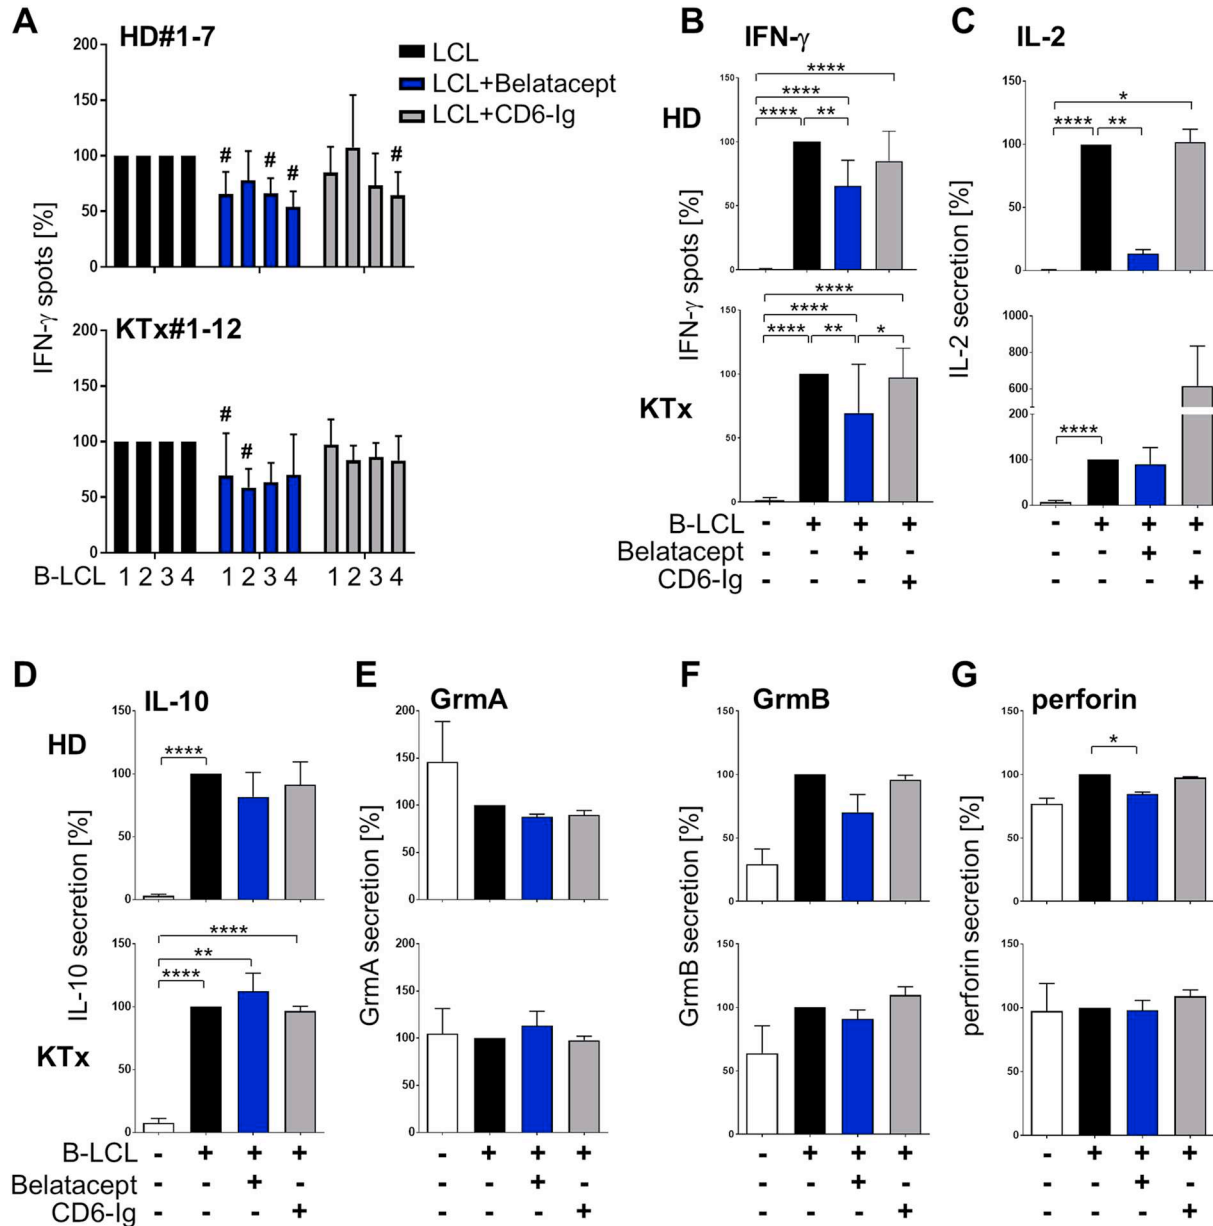 A
HD#1-7
LCL
LCL+Belatacept
LCL+CD6-Ig
200
150
100
50
0
# # #
#
IFN-γ spots [%]
KTx#1-12
200
150
100
50
0
# #
B-LCL 1 2 3 4 1 2 3 4 1 2 3 4
B
IFN-γ
HD
150
100
50
0
****
****
**** **
IFN-γ spots [%]
KTx
150
100
50
0
****
****
**** ** *
B-LCL - + + +
Belatacept - - + -
CD6-Ig - - - +
C
IL-2
150
100
50
0
*
**** **
IL-2 secretion [%]
1000
800
600
200
100
0
****
- + + +
- - + -
- - - +
D
IL-10
HD
150
100
50
0
****
IL-10 secretion [%]
KTx
150
100
50
0
****
**
****
B-LCL - + + +
Belatacept - - + -
CD6-Ig - - - +
E
GrmA
200
150
100
50
0
GrmA secretion [%]
200
150
100
50
0
- + + +
- - + -
- - - +
F
GrmB
150
100
50
0
GrmB secretion [%]
150
100
50
0
- + + +
- - + -
- - - +
G
perforin
150
100
50
0
*
perforin secretion [%]
150
100
50
0
- + + +
- - + -
- - - +